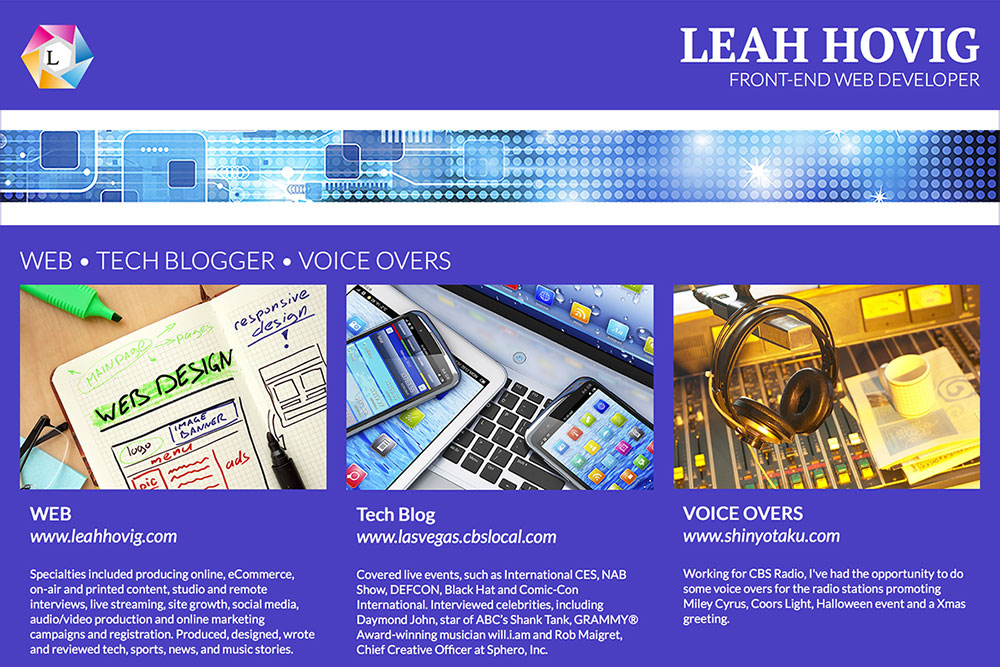 L
LEAH HOVIG
FRONT-END WEB DEVELOPER
WEB • TECH BLOGGER • VOICE OVERS
MAINPAGE
pages
WEB DESIGN
responsive
design
!
logo
IMAGE
BANNER
menu
pic
ads
WEB
www.leahhovig.com
Specialties included producing online, eCommerce,
on-air and printed content, studio and remote
interviews, live streaming, site growth, social media,
audio/video production and online marketing
campaigns and registration. Produced, designed, wrote
and reviewed tech, sports, news, and music stories.
Tech Blog
www.lasvegas.cbslocal.com
Covered live events, such as International CES, NAB
Show, DEFCON, Black Hat and Comic-Con
International. Interviewed celebrities, including
Daymond John, star of ABC's Shank Tank, GRAMMY®
Award-winning musician will.i.am and Rob Maigret,
Chief Creative Officer at Sphero, Inc.
VOICE OVERS
www.shinyotaku.com
Working for CBS Radio, I've had the opportunity to do
some voice overs for the radio stations promoting
Miley Cyrus, Coors Light, Halloween event and a Xmas
greeting.